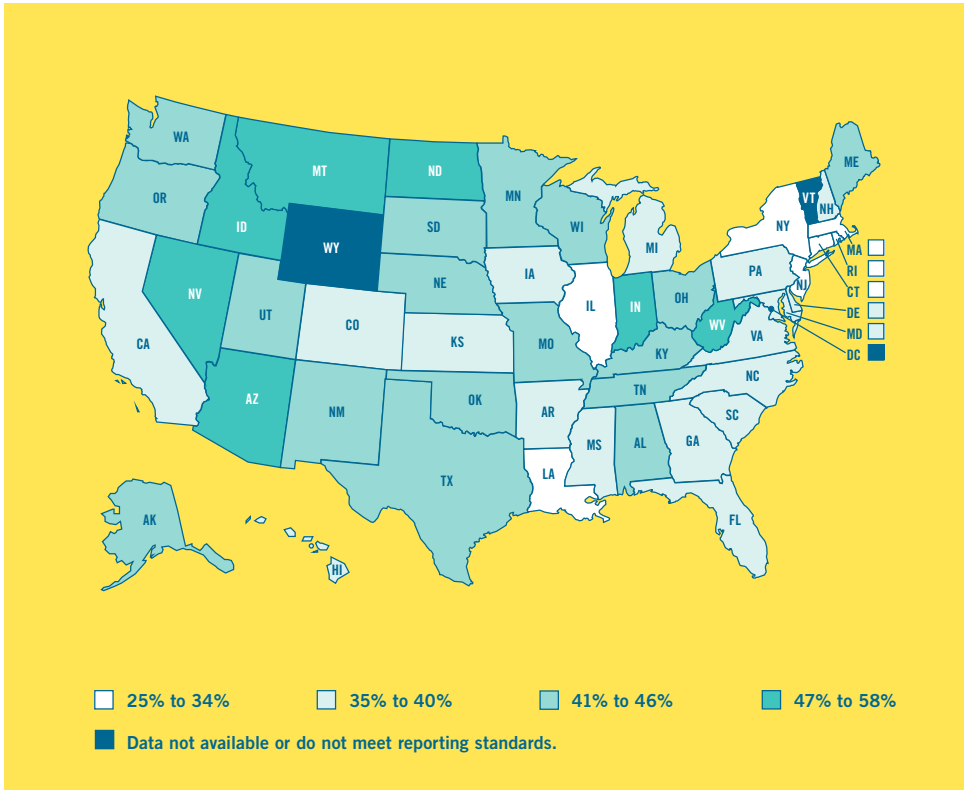 WA
MT
ND
ME
MN
VT
OR
NH
ID
SD
WI
NY
WY
MI
MA
RI
PA
IA
NE
NJ
CT
NV
OH
IL
IN
DE
UT
WV
CO
MD
VA
CA
KS
MO
DC
KY
NC
TN
AZ
OK
NM
AR
SC
MS
AL
GA
LA
TX
AK
FL
HI
25% to 34%
35% to 40%
41% to 46%
47% to 58%
Data not available or do not meet reporting standards.